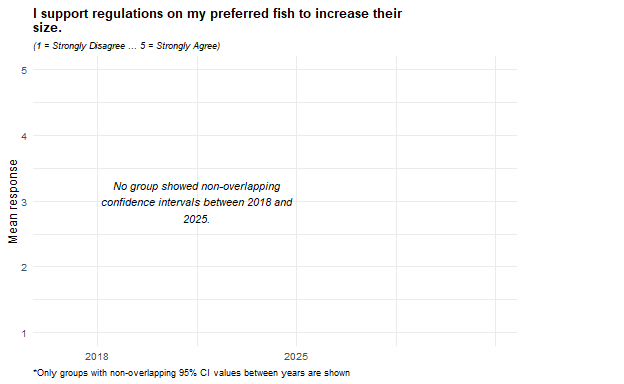 I support regulations on my preferred fish to increase their
size.
(1 = Strongly Disagree ... 5 = Strongly Agree)
5
4
3
2
1
Mean response
No group showed non-overlapping
confidence intervals between 2018 and
2025.
2018
2025
*Only groups with non-overlapping 95% CI values between years are shown